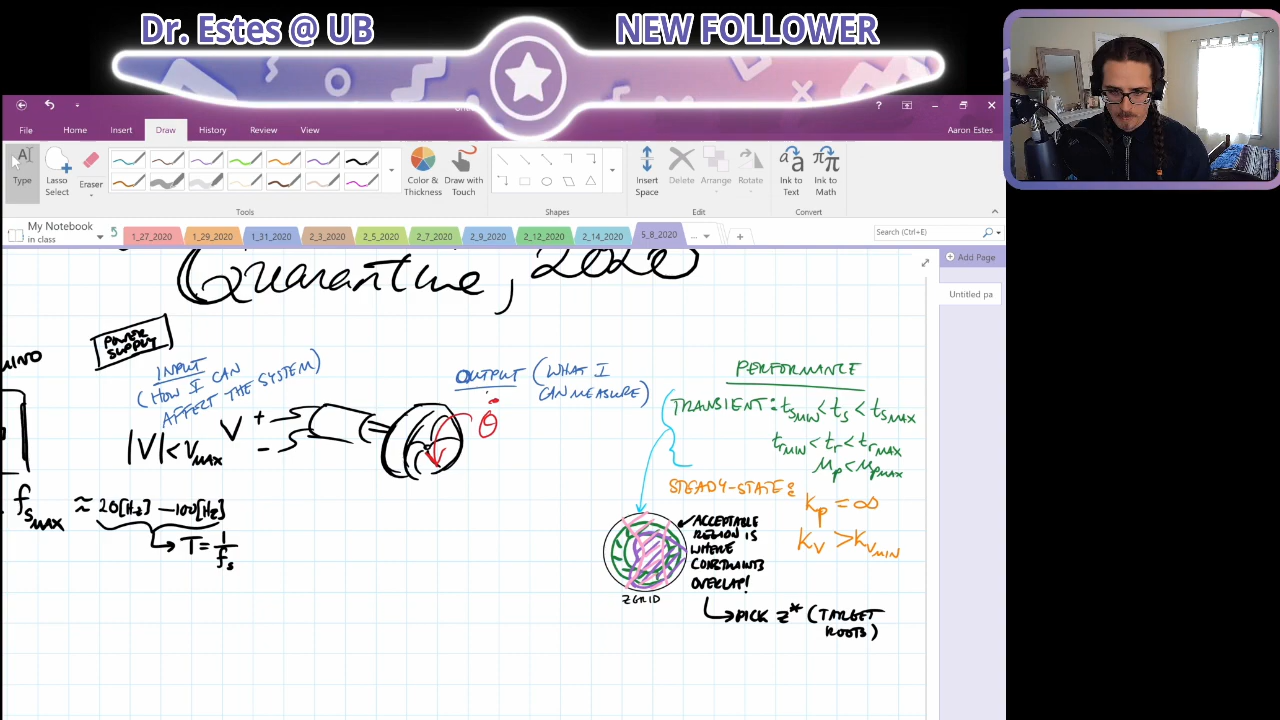 Dr. Estes @ UB
NEW FOLLOWER
File
Home
Insert
Draw
History
Review
View
Aaron Estes
Type
Lasso
Select
Eraser
Color &
Thickness
Draw with
Touch
Insert
Space
Delete
Arrange
Rotate
Ink to
Text
Ink to
Math
Tools
Shapes
Edit
Convert
My Notebook
in class
1_27_2020
1_29_2020
1_31_2020
2_3_2020
2_5_2020
2_7_2020
2_9_2020
2_12_2020
2_14_2020
5_8_2020
...
Search (Ctrl+E)
Add Page
Untitled pa
Quarantine, 2020
POWER
SUPPLY
INPUT
(HOW I CAN
AFFECT THE SYSTEM)
|V| < VMAX
V + -
fsMAX ≈ 20[Hz] — 100[Hz]
T = 1/fs
OUTPUT (WHAT I
CAN MEASURE)
θ̇
PERFORMANCE
TRANSIENT: tsMIN < ts < tsMAX
trMIN < tr < trMAX
Mp < MpMAX
STEADY-STATE:
kp = ∞
kv > kvMIN
ZGRID
ACCEPTABLE
REGION IS
WHERE
CONSTRAINTS
OVERLAP!
PICK z* (TARGET
ROOTS)